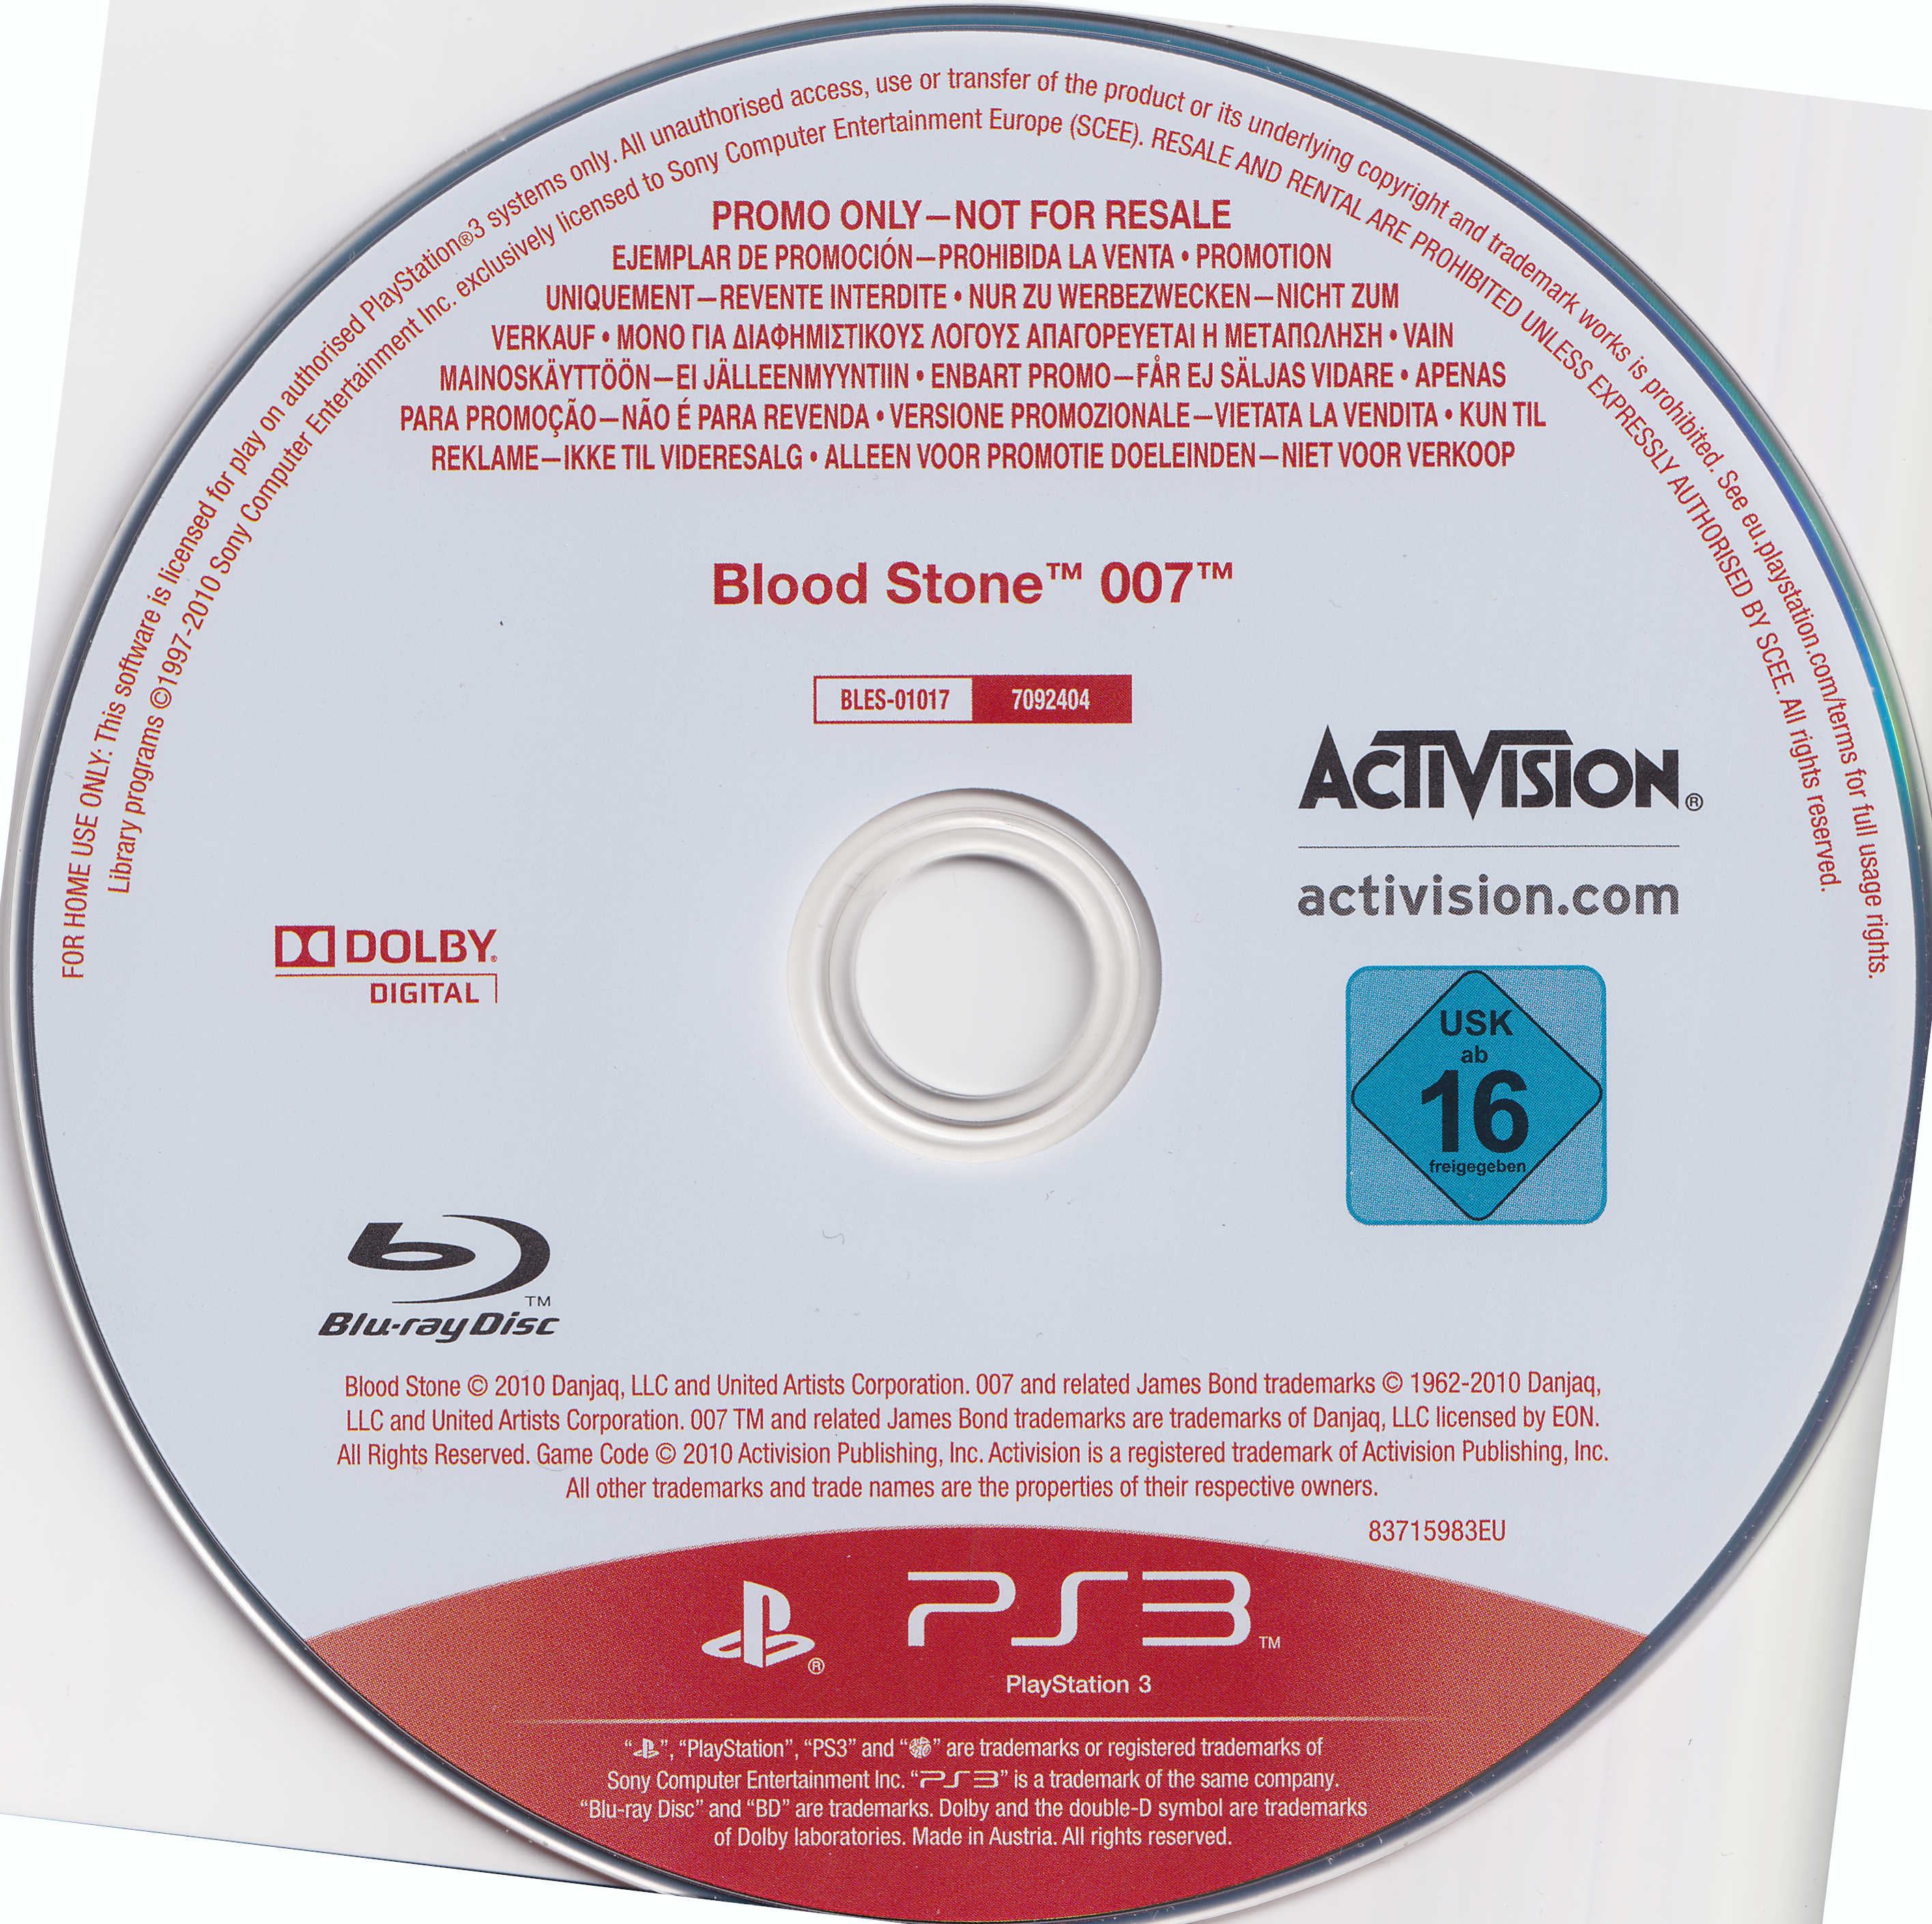 FOR HOME USE ONLY: This software is licensed for play on authorised PlayStation®3 systems only. All unauthorised access, use or transfer of the product or its underlying copyright and trademark works is prohibited. See eu.playstation.com/terms for full usage rights.
Library programs ©1997-2010 Sony Computer Entertainment Inc. exclusively licensed to Sony Computer Entertainment Europe (SCEE). RESALE AND RENTAL ARE PROHIBITED UNLESS EXPRESSLY AUTHORISED BY SCEE. All rights reserved.
PROMO ONLY—NOT FOR RESALE
EJEMPLAR DE PROMOCIÓN—PROHIBIDA LA VENTA • PROMOTION
UNIQUEMENT—REVENTE INTERDITE • NUR ZU WERBEZWECKEN—NICHT ZUM
VERKAUF • ΜΟΝΟ ΓΙΑ ΔΙΑΦΗΜΙΣΤΙΚΟΥΣ ΛΟΓΟΥΣ ΑΠΑΓΟΡΕΥΕΤΑΙ Η ΜΕΤΑΠΩΛΗΣΗ • VAIN
MAINOSKÄYTTÖÖN—EI JÄLLEENMYYNTIIN • ENBART PROMO—FÅR EJ SÄLJAS VIDARE • APENAS
PARA PROMOÇÃO—NÃO É PARA REVENDA • VERSIONE PROMOZIONALE—VIETATA LA VENDITA • KUN TIL
REKLAME—IKKE TIL VIDERESALG • ALLEEN VOOR PROMOTIE DOELEINDEN—NIET VOOR VERKOOP
Blood Stone™ 007™
BLES-01017 7092404
ACTIVISION®
activision.com
DOLBY®
DIGITAL
USK
ab
16
freigegeben
TM
Blu-ray Disc
Blood Stone © 2010 Danjaq, LLC and United Artists Corporation. 007 and related James Bond trademarks © 1962-2010 Danjaq,
LLC and United Artists Corporation. 007 TM and related James Bond trademarks are trademarks of Danjaq, LLC licensed by EON.
All Rights Reserved. Game Code © 2010 Activision Publishing, Inc. Activision is a registered trademark of Activision Publishing, Inc.
All other trademarks and trade names are the properties of their respective owners.
83715983EU
® PS3™
PlayStation 3
“ ”, “PlayStation”, “PS3” and “ ” are trademarks or registered trademarks of
Sony Computer Entertainment Inc. “PS3” is a trademark of the same company.
“Blu-ray Disc” and “BD” are trademarks. Dolby and the double-D symbol are trademarks
of Dolby laboratories. Made in Austria. All rights reserved.